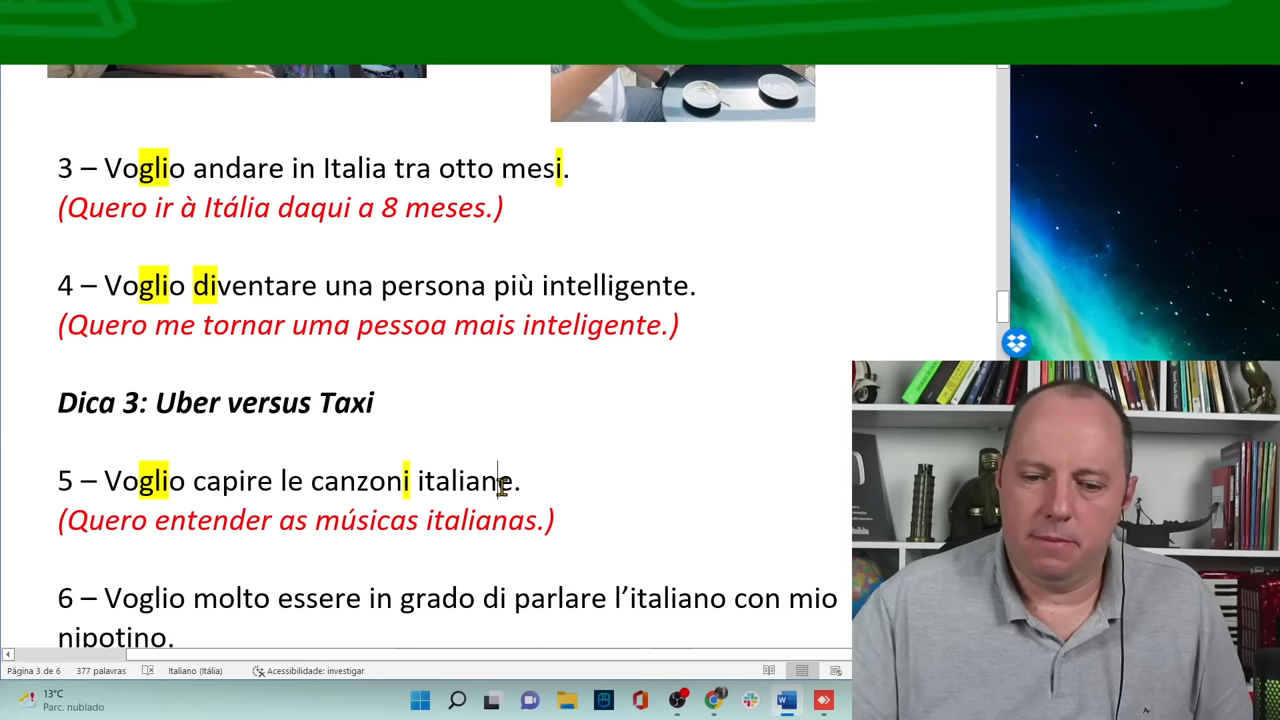 3 – Voglio andare in Italia tra otto mesi.
(Quero ir à Itália daqui a 8 meses.)
4 – Voglio diventare una persona più intelligente.
(Quero me tornar uma pessoa mais inteligente.)
Dica 3: Uber versus Taxi
5 – Voglio capire le canzoni italiane.
(Quero entender as músicas italianas.)
6 – Voglio molto essere in grado di parlare l’italiano con mio
nipotino.
Página 3 de 6 377 palavras Italiano (Itália) Acessibilidade: investigar
13°C
Parc. nublado